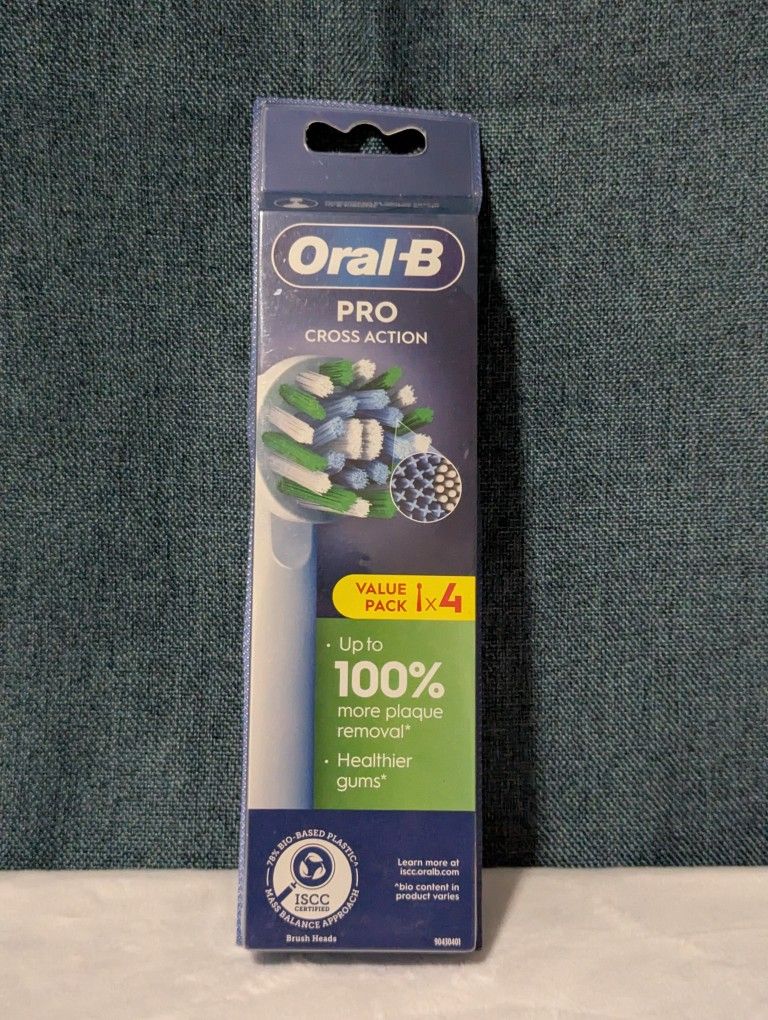 Oral-B
PRO
CROSS ACTION
VALUE
PACK x4
· Up to
100%
more plaque
removal*
· Healthier
gums*
78% BIO-BASED PLASTIC^
ISCC
CERTIFIED
MASS BALANCE APPROACH
Learn more at
iscc.oralb.com
^bio content in
product varies
Brush Heads
90430401